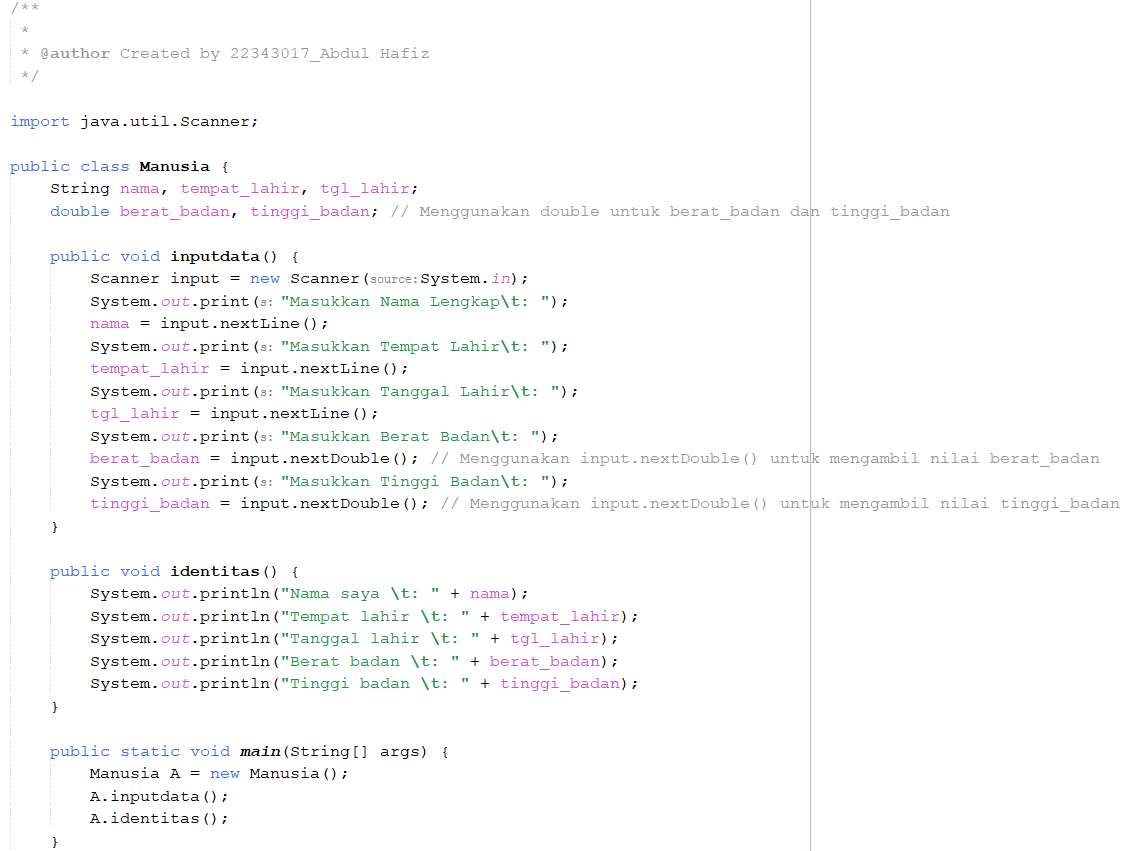 /**
 *
 * @author Created by 22343017_Abdul Hafiz
 */
import java.util.Scanner;
public class Manusia {
    String nama, tempat_lahir, tgl_lahir;
    double berat_badan, tinggi_badan; // Menggunakan double untuk berat_badan dan tinggi_badan
    public void inputdata() {
        Scanner input = new Scanner(source:System.in);
        System.out.print(s: "Masukkan Nama Lengkap\t: ");
        nama = input.nextLine();
        System.out.print(s: "Masukkan Tempat Lahir\t: ");
        tempat_lahir = input.nextLine();
        System.out.print(s: "Masukkan Tanggal Lahir\t: ");
        tgl_lahir = input.nextLine();
        System.out.print(s: "Masukkan Berat Badan\t: ");
        berat_badan = input.nextDouble(); // Menggunakan input.nextDouble() untuk mengambil nilai berat_badan
        System.out.print(s: "Masukkan Tinggi Badan\t: ");
        tinggi_badan = input.nextDouble(); // Menggunakan input.nextDouble() untuk mengambil nilai tinggi_badan
    }
    public void identitas() {
        System.out.println("Nama saya \t: " + nama);
        System.out.println("Tempat lahir \t: " + tempat_lahir);
        System.out.println("Tanggal lahir \t: " + tgl_lahir);
        System.out.println("Berat badan \t: " + berat_badan);
        System.out.println("Tinggi badan \t: " + tinggi_badan);
    }
    public static void main(String[] args) {
        Manusia A = new Manusia();
        A.inputdata();
        A.identitas();
    }